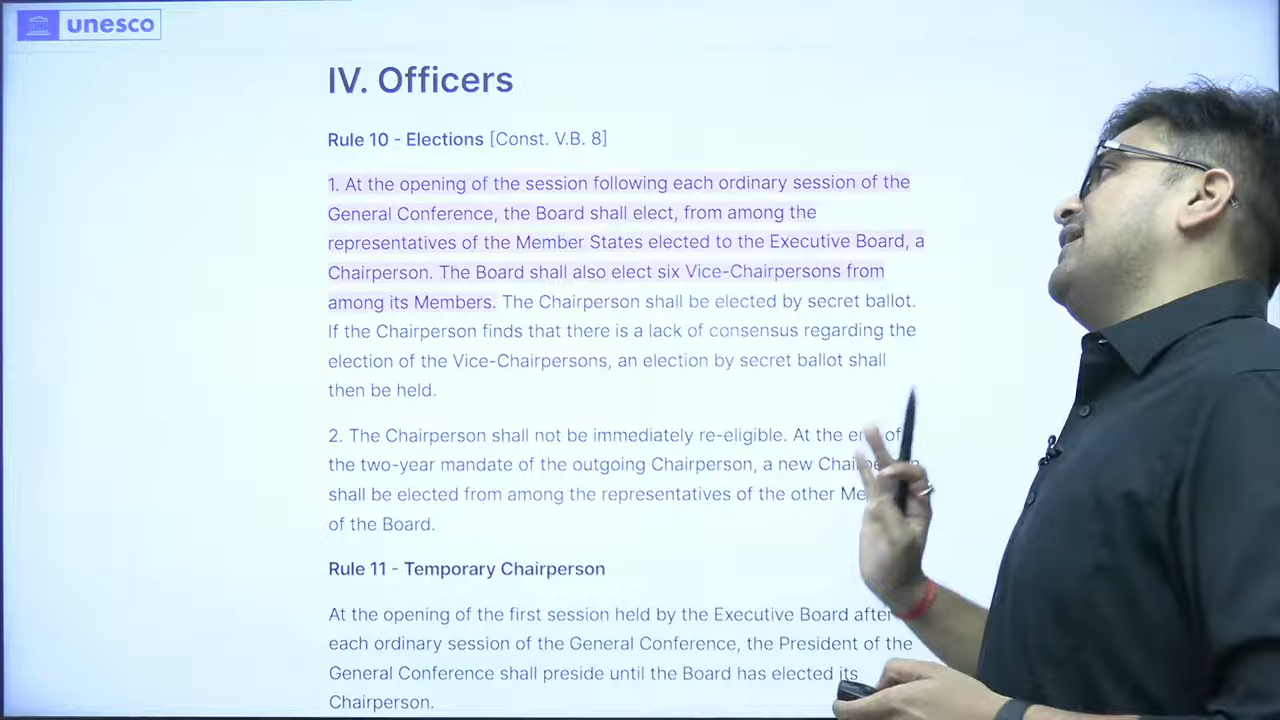 unesco
IV. Officers
Rule 10 - Elections [Const. V.B. 8]
1. At the opening of the session following each ordinary session of the
General Conference, the Board shall elect, from among the
representatives of the Member States elected to the Executive Board, a
Chairperson. The Board shall also elect six Vice-Chairpersons from
among its Members. The Chairperson shall be elected by secret ballot.
If the Chairperson finds that there is a lack of consensus regarding the
election of the Vice-Chairpersons, an election by secret ballot shall
then be held.
2. The Chairperson shall not be immediately re-eligible. At the end of
the two-year mandate of the outgoing Chairperson, a new Chairperson
shall be elected from among the representatives of the other
of the Board.
Rule 11 - Temporary Chairperson
At the opening of the first session held by the Executive Board after
each ordinary session of the General Conference, the President of the
General Conference shall preside until the Board has elected its
Chairperson.